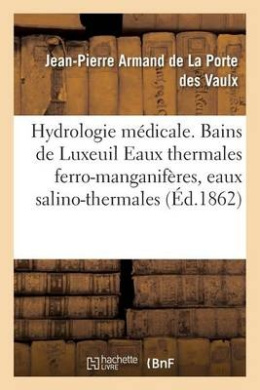 Jean-Pierre Armand de La Porte
des Vaulx
Hydrologie médicale. Bains de Luxeuil Eaux thermales
ferro-manganifères, eaux
salino-thermales (Éd.1862)
hachette
LIVRE
{BnF